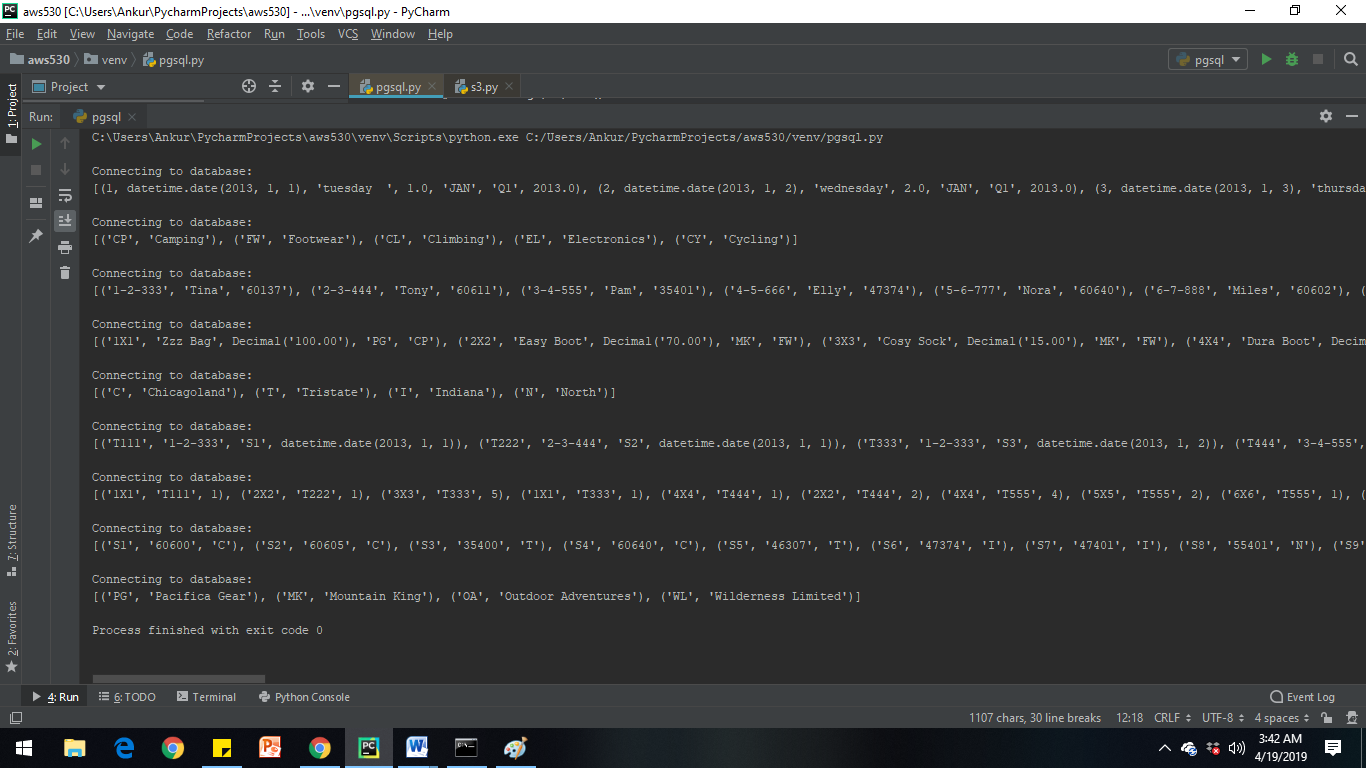 aws530 [C:\Users\Ankur\PycharmProjects\aws530] - ...\venv\pgsql.py - PyCharm
File Edit View Navigate Code Refactor Run Tools VCS Window Help
aws530 venv pgsql.py pgsql
1: Project Project pgsql.py s3.py
Run: pgsql
C:\Users\Ankur\PycharmProjects\aws530\venv\Scripts\python.exe C:/Users/Ankur/PycharmProjects/aws530/venv/pgsql.py
Connecting to database:
[(1, datetime.date(2013, 1, 1), 'tuesday  ', 1.0, 'JAN', 'Q1', 2013.0), (2, datetime.date(2013, 1, 2), 'wednesday', 2.0, 'JAN', 'Q1', 2013.0), (3, datetime.date(2013, 1, 3), 'thursda
Connecting to database:
[('CP', 'Camping'), ('FW', 'Footwear'), ('CL', 'Climbing'), ('EL', 'Electronics'), ('CY', 'Cycling')]
Connecting to database:
[('1-2-333', 'Tina', '60137'), ('2-3-444', 'Tony', '60611'), ('3-4-555', 'Pam', '35401'), ('4-5-666', 'Elly', '47374'), ('5-6-777', 'Nora', '60640'), ('6-7-888', 'Miles', '60602'), (
Connecting to database:
[('1X1', 'Zzz Bag', Decimal('100.00'), 'PG', 'CP'), ('2X2', 'Easy Boot', Decimal('70.00'), 'MK', 'FW'), ('3X3', 'Cosy Sock', Decimal('15.00'), 'MK', 'FW'), ('4X4', 'Dura Boot', Decim
Connecting to database:
[('C', 'Chicagoland'), ('T', 'Tristate'), ('I', 'Indiana'), ('N', 'North')]
Connecting to database:
[('T111', '1-2-333', 'S1', datetime.date(2013, 1, 1)), ('T222', '2-3-444', 'S2', datetime.date(2013, 1, 1)), ('T333', '1-2-333', 'S3', datetime.date(2013, 1, 2)), ('T444', '3-4-555',
Connecting to database:
[('1X1', 'T111', 1), ('2X2', 'T222', 1), ('3X3', 'T333', 5), ('1X1', 'T333', 1), ('4X4', 'T444', 1), ('2X2', 'T444', 2), ('4X4', 'T555', 4), ('5X5', 'T555', 2), ('6X6', 'T555', 1), (
Connecting to database:
[('S1', '60600', 'C'), ('S2', '60605', 'C'), ('S3', '35400', 'T'), ('S4', '60640', 'C'), ('S5', '46307', 'T'), ('S6', '47374', 'I'), ('S7', '47401', 'I'), ('S8', '55401', 'N'), ('S9'
Connecting to database:
[('PG', 'Pacifica Gear'), ('MK', 'Mountain King'), ('OA', 'Outdoor Adventures'), ('WL', 'Wilderness Limited')]
Process finished with exit code 0
7: Structure
2: Favorites
4: Run 6: TODO Terminal Python Console Event Log
1107 chars, 30 line breaks 12:18 CRLF UTF-8 4 spaces
3:42 AM
4/19/2019